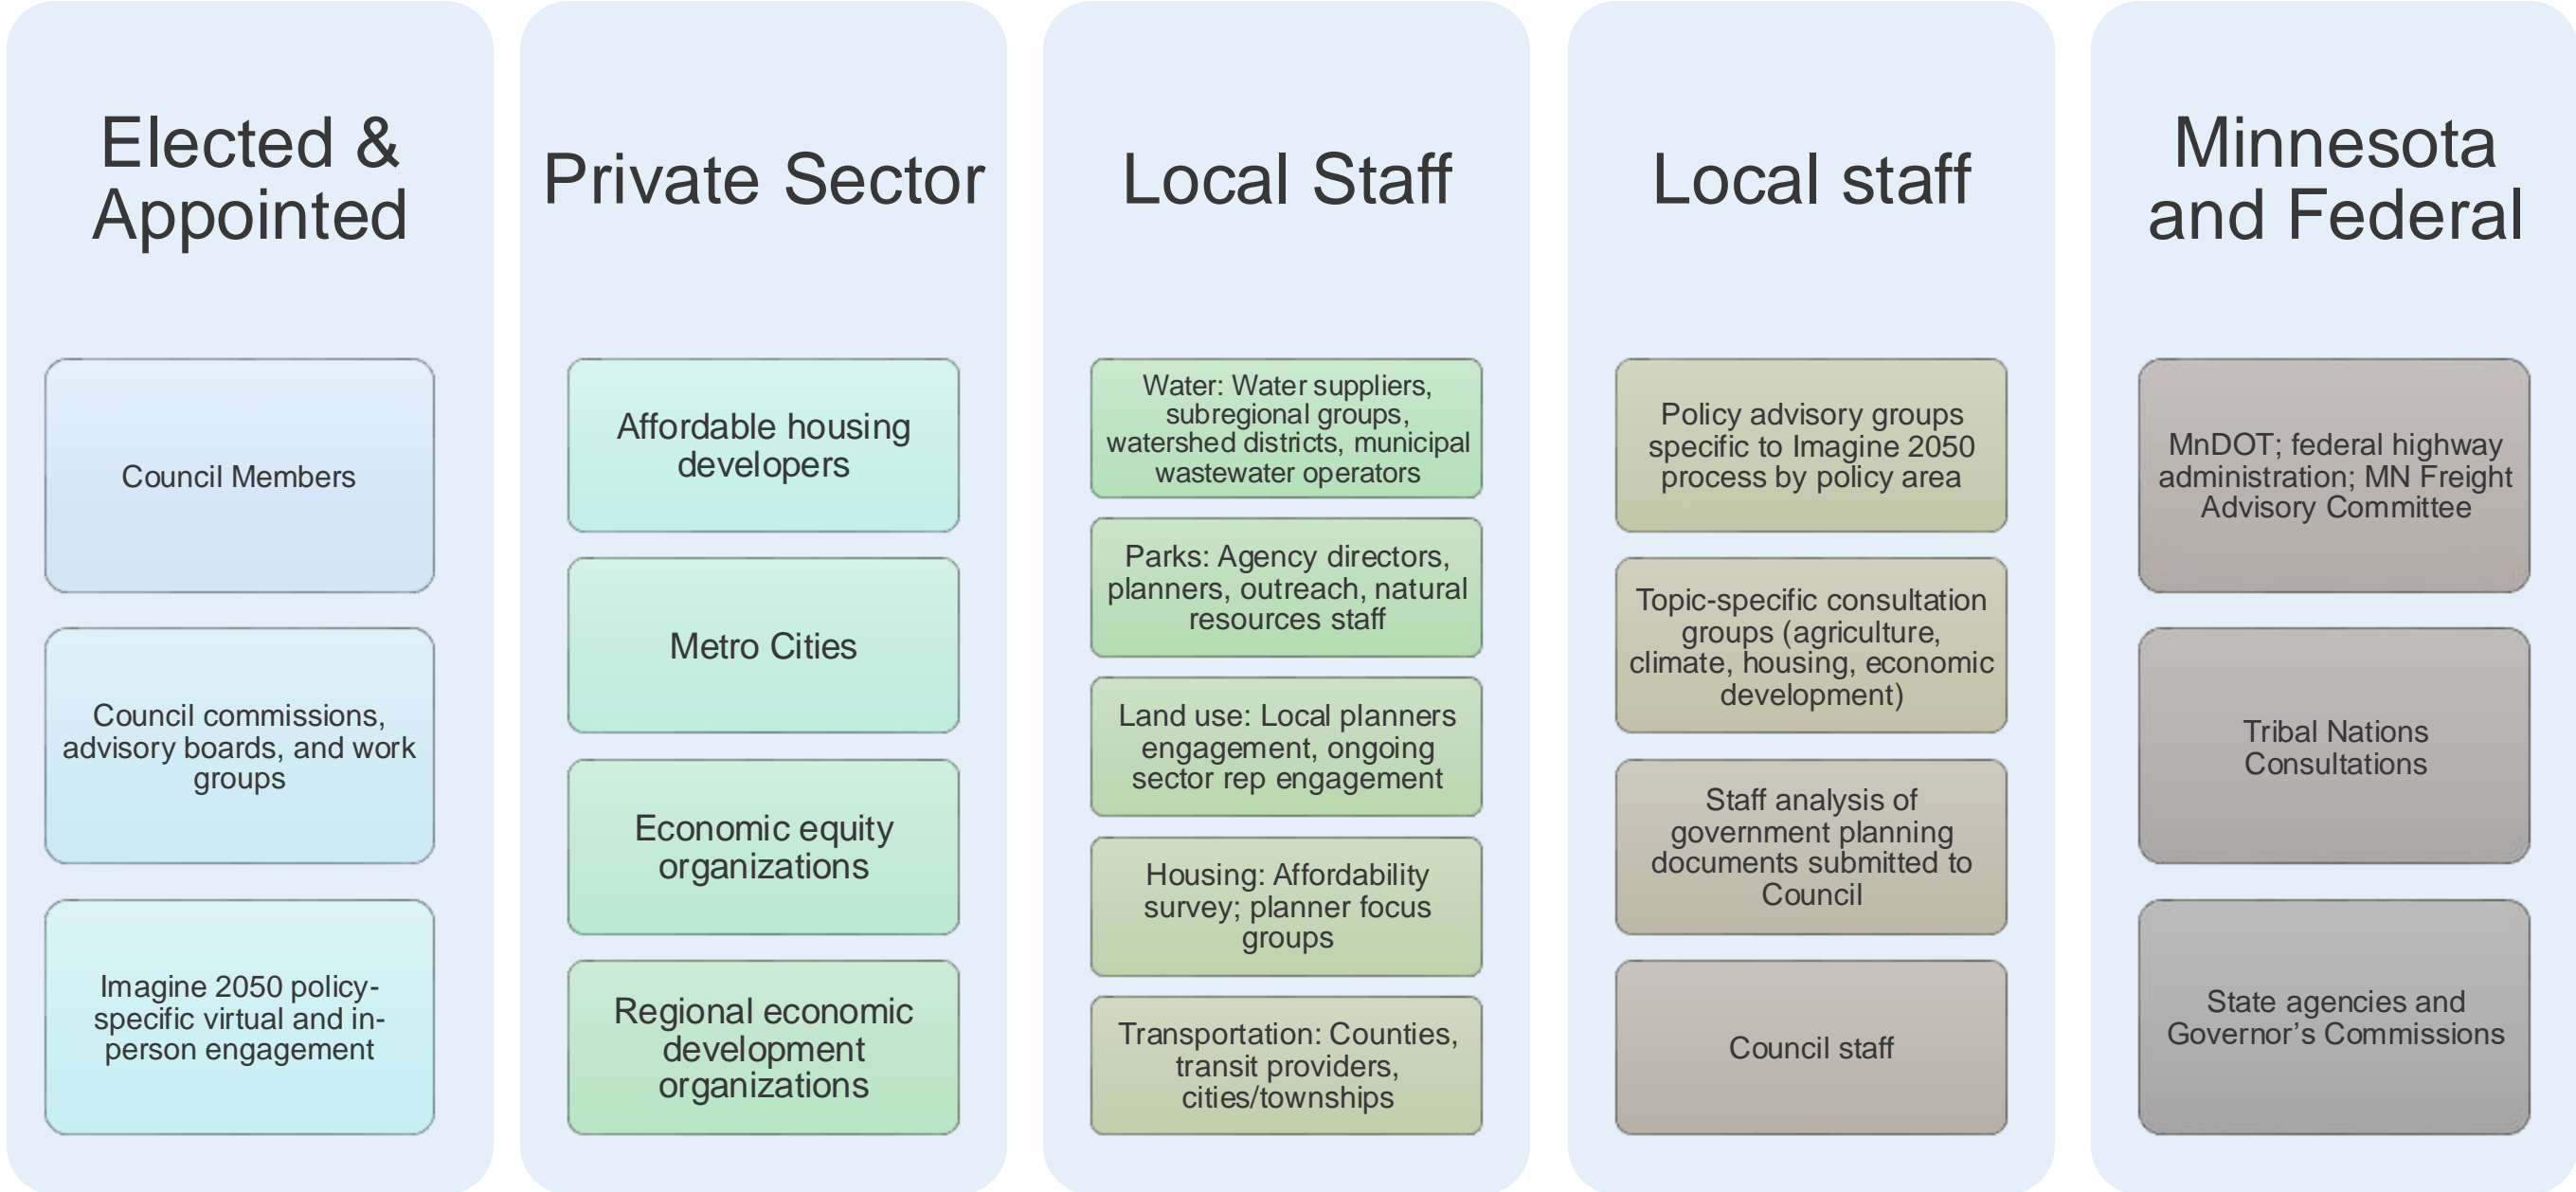 Elected &
Appointed
Council Members
Council commissions,
advisory boards, and work
groups
Imagine 2050 policy-
specific virtual and in-
person engagement
Private Sector
Affordable housing
developers
Metro Cities
Economic equity
organizations
Regional economic
development
organizations
Local Staff
Water: Water suppliers,
subregional groups,
watershed districts, municipal
wastewater operators
Parks: Agency directors,
planners, outreach, natural
resources staff
Land use: Local planners
engagement, ongoing
sector rep engagement
Housing: Affordability
survey; planner focus
groups
Transportation: Counties,
transit providers,
cities/townships
Local staff
Policy advisory groups
specific to Imagine 2050
process by policy area
Topic-specific consultation
groups (agriculture,
climate, housing, economic
development)
Staff analysis of
government planning
documents submitted to
Council
Council staff
Minnesota
and Federal
MnDOT; federal highway
administration; MN Freight
Advisory Committee
Tribal Nations
Consultations
State agencies and
Governor’s Commissions